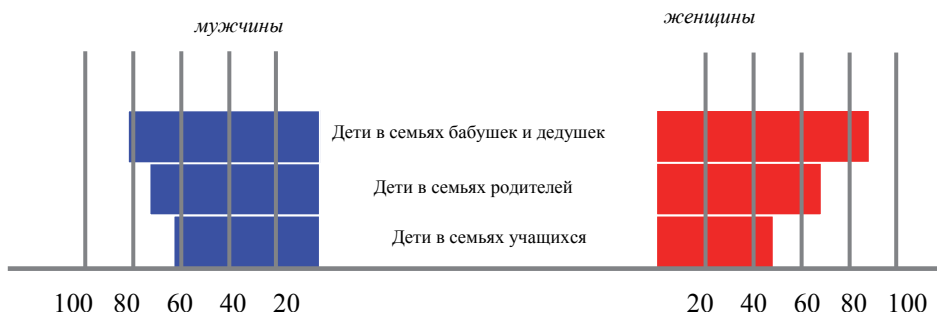 мужчины
женщины
Дети в семьях бабушек и дедушек
Дети в семьях родителей
Дети в семьях учащихся
100 80 60 40 20
20 40 60 80 100